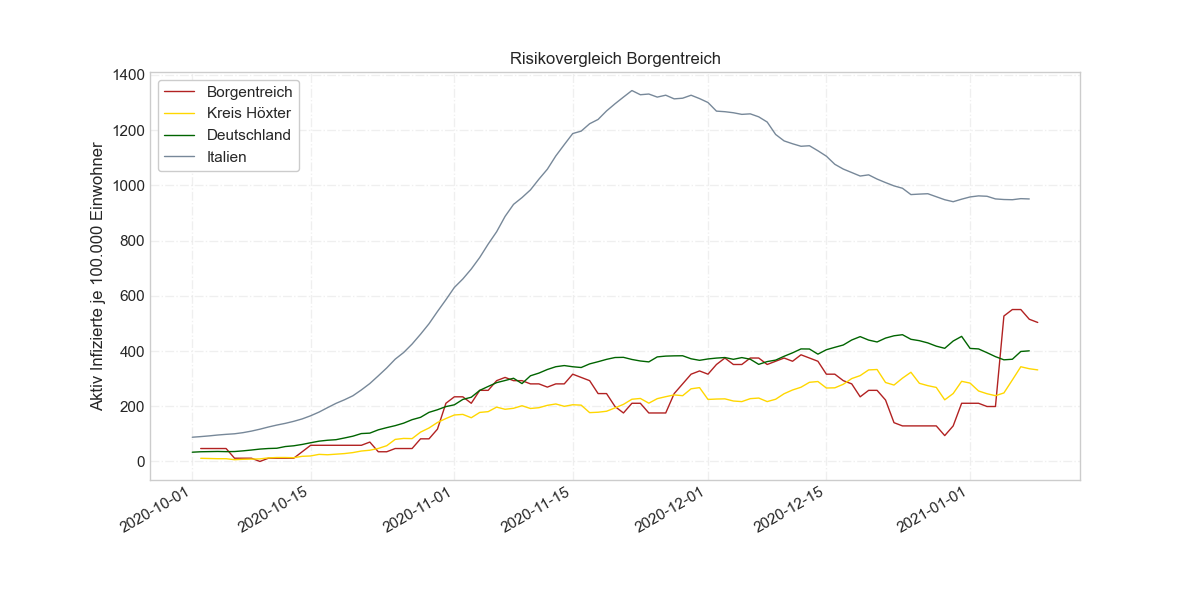 Risikovergleich Borgentreich
Aktiv Infizierte je 100.000 Einwohner
1400
1200
1000
800
600
400
200
0
Borgentreich
Kreis Höxter
Deutschland
Italien
2020-10-01
2020-10-15
2020-11-01
2020-11-15
2020-12-01
2020-12-15
2021-01-01